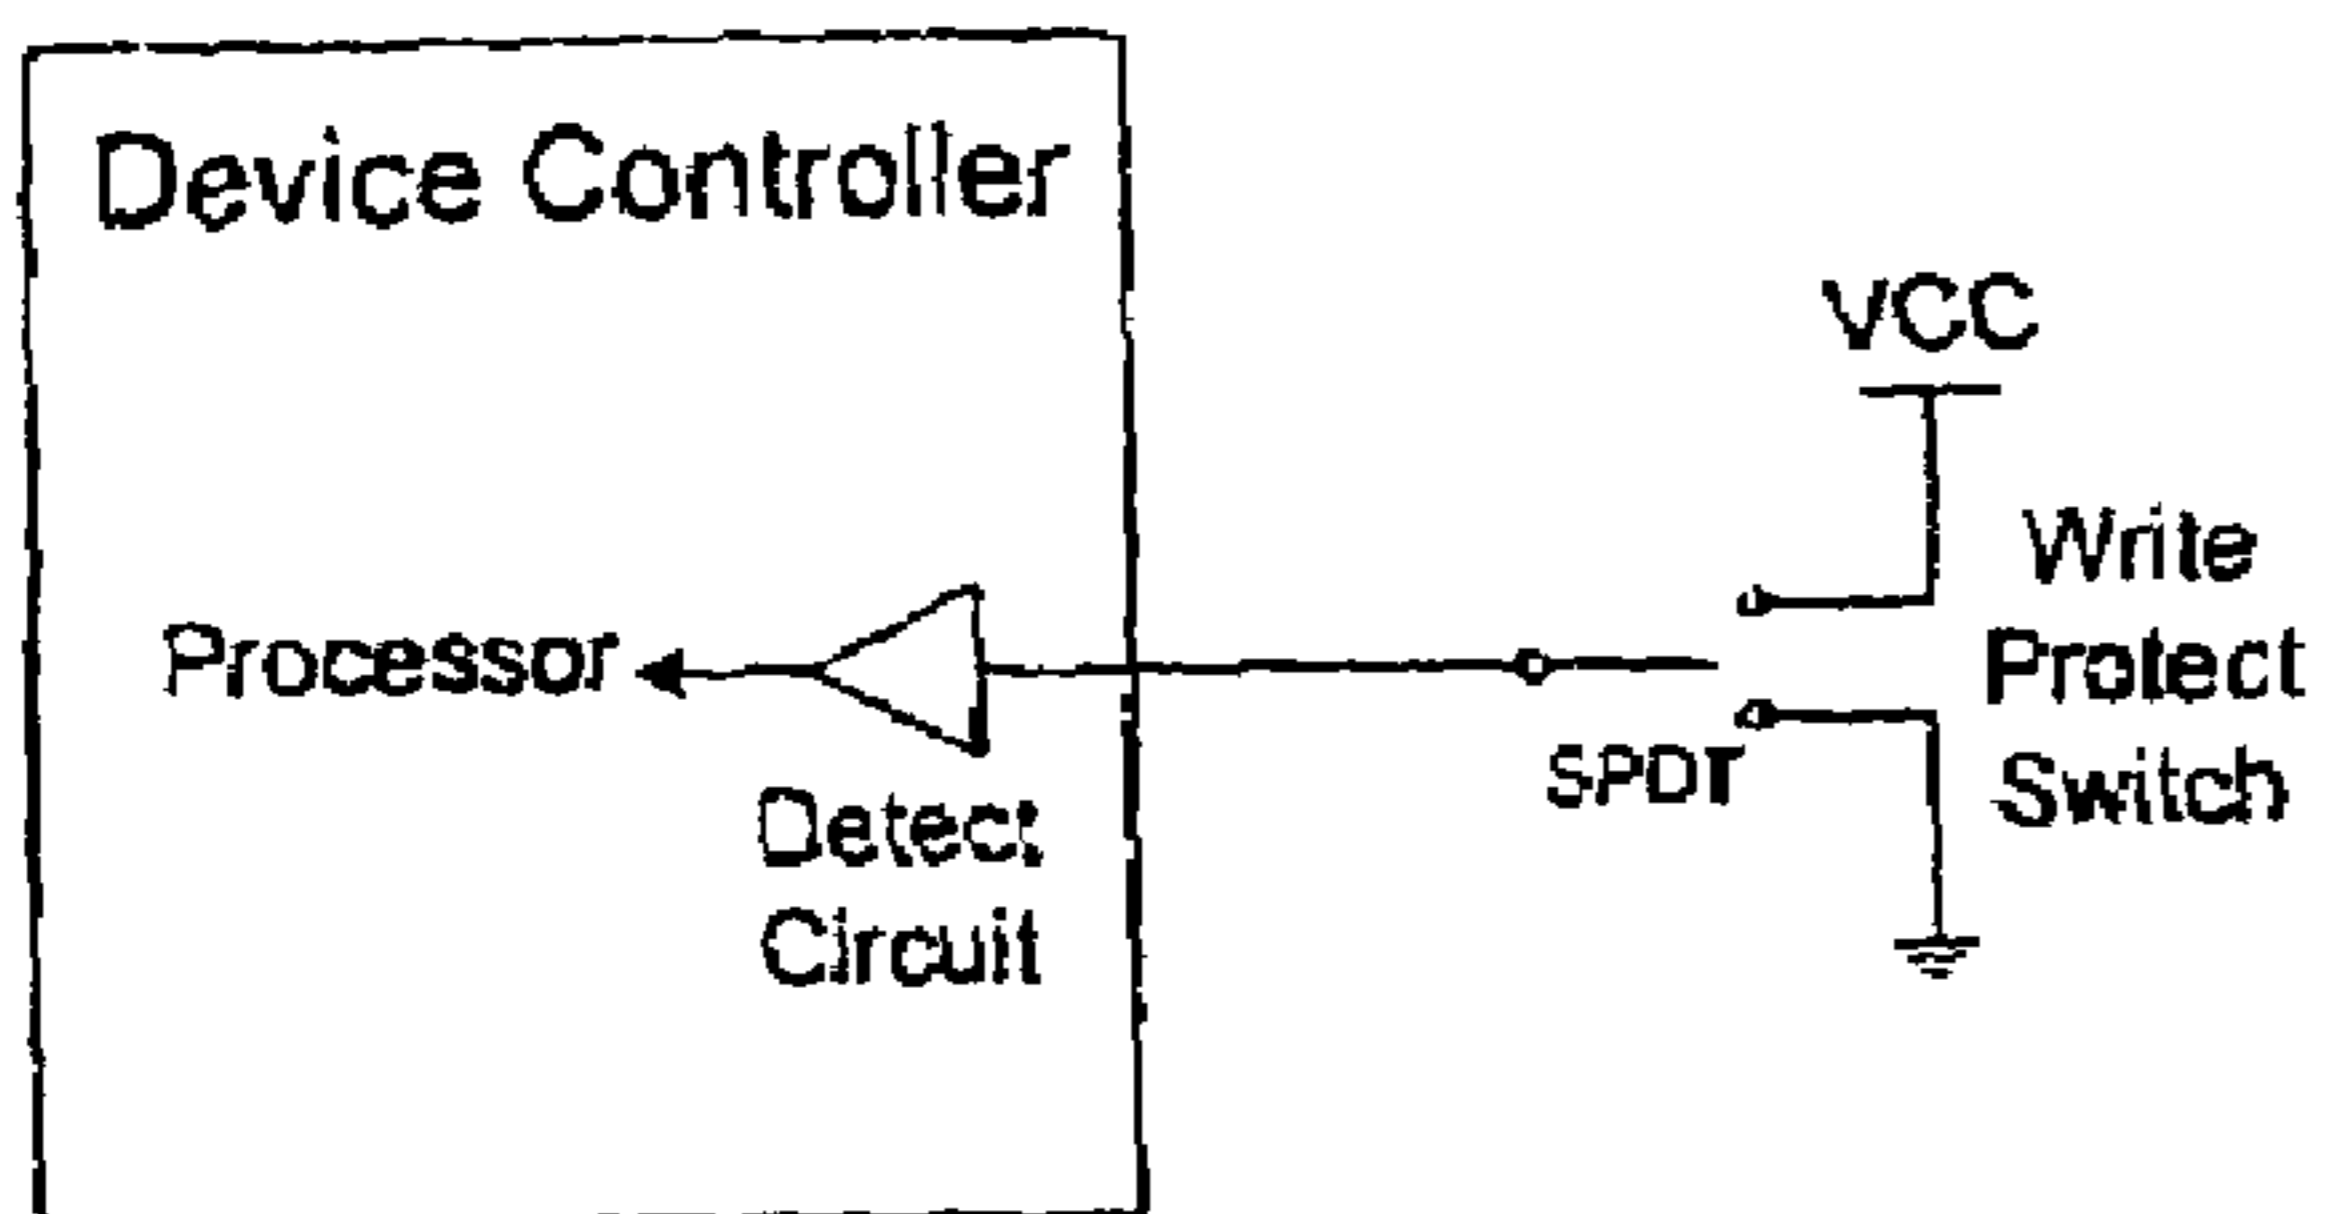 Device Controller
VCC
Write
Protect
Switch
Processor
SPDT
Detect
Circuit